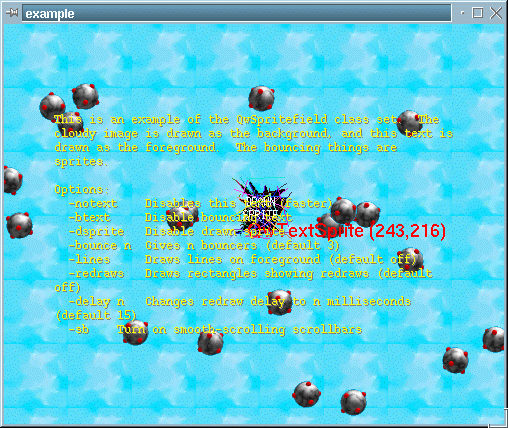 example
This is an example of the QwSpritefield class set. The
cloudy image is drawn as the background, and this text is
drawn as the foreground. The bouncing things are
sprites.
Options:
-notext Disables this text (faster)
-btext Disable bouncing text
-dsprite Disable drawn sprite
DRAWN
SPRITE
TextSprite (243,216)
-bounce n Gives n bouncers (default 3)
-lines Draws lines on foreground (default off)
-redraws Draws rectangles showing redraws (default
off)
-delay n Changes redraw delay to n milliseconds
(default 15)
-sb Turn on smooth-scrolling scrollbars